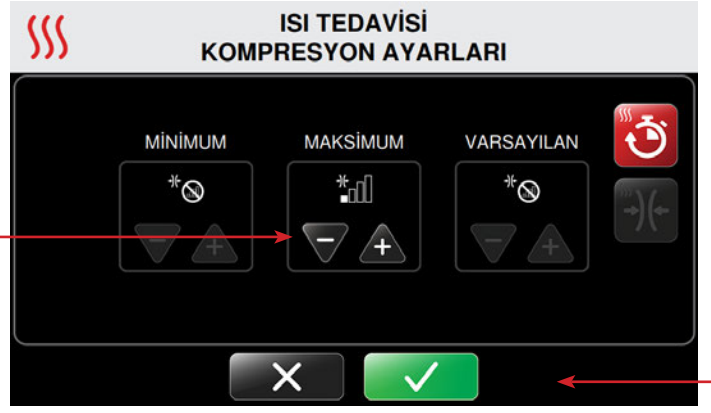 ISI TEDAVİSİ
KOMPRESYON AYARLARI
MİNİMUM
MAKSİMUM
VARSAYILAN